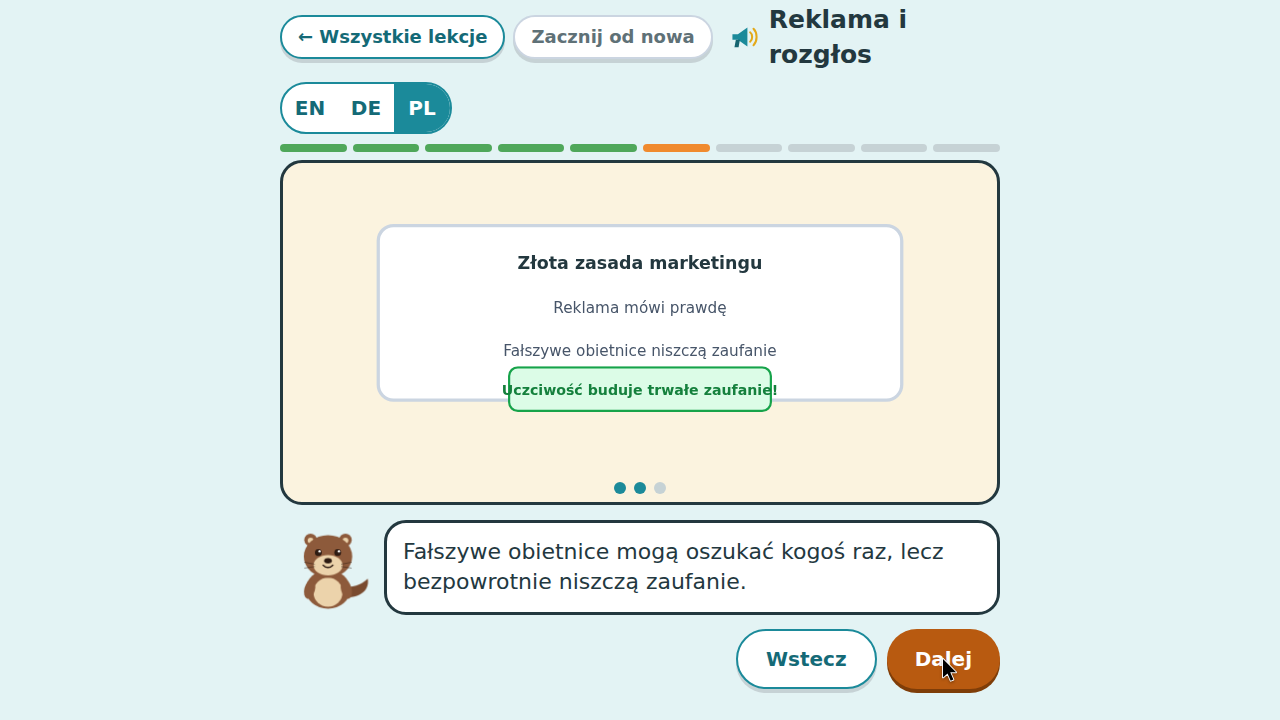 ← Wszystkie lekcje
Zacznij od nowa
Reklama i
rozgłos
EN DE PL
Złota zasada marketingu
Reklama mówi prawdę
Fałszywe obietnice niszczą zaufanie
Uczciwość buduje trwałe zaufanie!
Fałszywe obietnice mogą oszukać kogoś raz, lecz
bezpowrotnie niszczą zaufanie.
Wstecz
Dalej